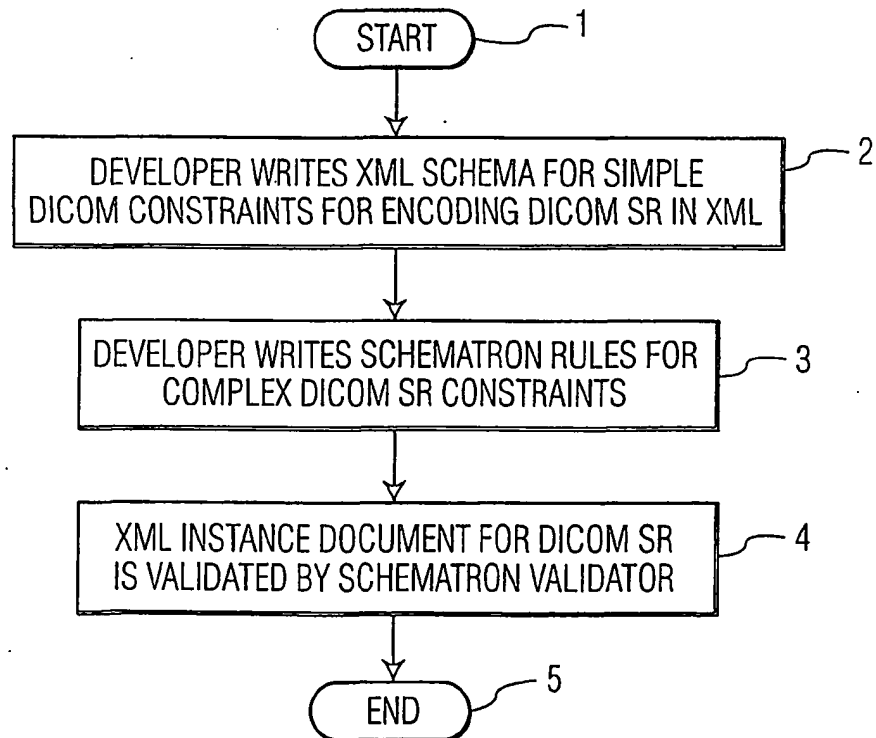 START
1
DEVELOPER WRITES XML SCHEMA FOR SIMPLE
DICOM CONSTRAINTS FOR ENCODING DICOM SR IN XML
2
DEVELOPER WRITES SCHEMATRON RULES FOR
COMPLEX DICOM SR CONSTRAINTS
3
XML INSTANCE DOCUMENT FOR DICOM SR
IS VALIDATED BY SCHEMATRON VALIDATOR
4
END
5